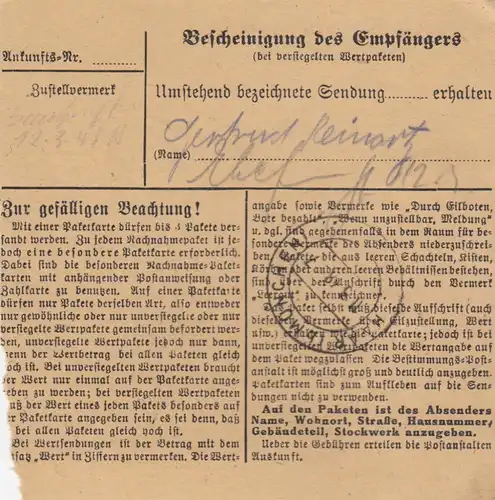 Ankunfts-Nr.
Zustellvermerk
Bescheinigung des Empfängers
(bei versiegelten Wertpaketen)
Umstehend bezeichnete Sendung erhalten
(Name)
Gertrud
Zur gefälligen Beachtung!
Mit einer Paketkarte dürfen bis 3 Pakete ver-
sandt werden. Zu jedem Nachnahmepaket ist je-
doch eine besondere Paketkarte erforderlich.
Dabei sind die besonderen Nachnahme-Paket-
karten mit anhängender Postanweisung oder
Zahlkarte zu benutzen. Auf einer Paketkarte
dürfen nur Pakete derselben Art, also entweder
nur gewöhnliche oder nur unversiegelte oder nur
versiegelte Wertpakete gemeinsam befördert wer-
den, unversiegelte Wertpakete jedoch nur dann,
wenn der Wertbetrag bei allen Paketen gleich
hoch ist. Bei unversiegelten Wertpaketen braucht
der Wert nur einmal auf der Paketkarte ange-
geben zu werden; bei versiegelten Wertpaketen
muß der Wert eines jeden Pakets besonders auf
der Paketkarte angegeben sein, es sei denn, daß
bei allen Paketen gleich hoch ist.
Bei Wertsendungen ist der Betrag mit dem
„Wert“ in Ziffern zu vermerken. Die Wert-
angabe sowie Vermerke wie „Durch Eilboten,
Bote bezahlt“, „Wenn unzustellbar, Meldung“
u. dgl. sind gegebenenfalls in dem Raum für beson-
dere Vermerke des Absenders niederzuschrei-
ben. Pakete, die aus leeren Schachteln, Kisten,
Körben oder anderen leeren Behältnissen bestehen,
sind in der Aufschrift durch den Vermerk
„Leergut“ zu kennzeichnen.
Paket selbst muß dieselbe Aufschrift (auch
dieselben Vermerke über Eilzustellung, Wert
usw.) tragen wie die Paketkarte; jedoch ist bei
unversiegelten Wertpaketen die Wertangabe auf
dem Paket wegzulassen. Die Bestimmungs-Post-
anstalt ist möglichst groß und deutlich anzugeben.
Paketkarten sind zum Aufkleben auf die Sen-
dungen nicht zu verwenden.
Auf den Paketen ist des Absenders
Name, Wohnort, Straße, Hausnummer,
Gebäudeteil, Stockwerk anzugeben.
Ueber die Gebühren erteilen die Postanstalten
Auskunft.